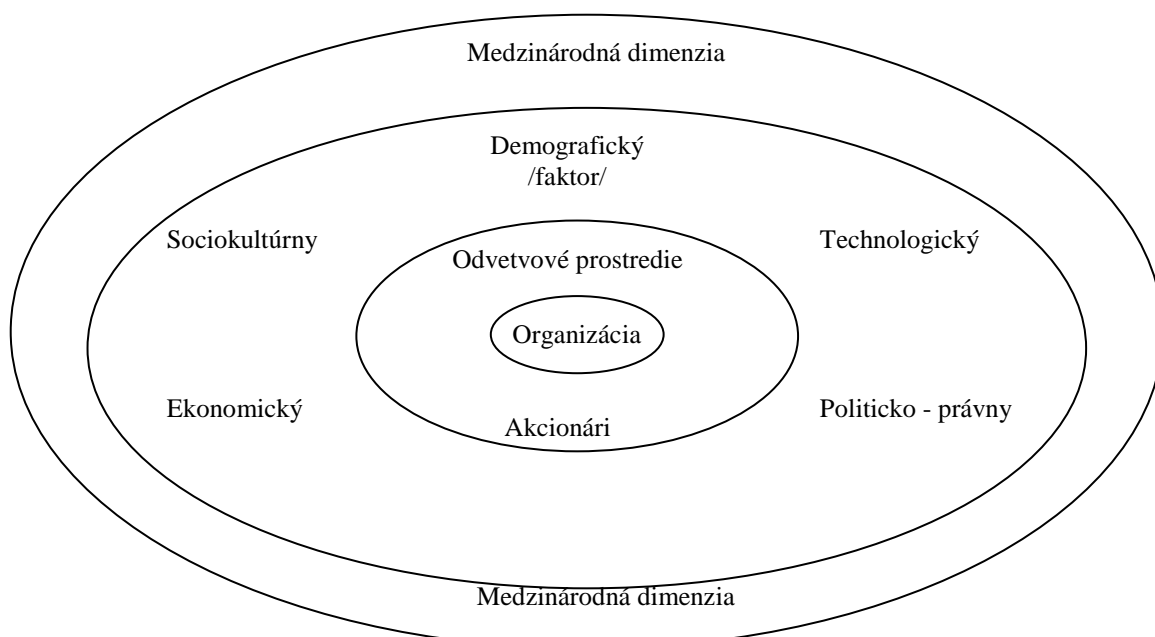 Medzinárodná dimenzia
Demografický
/faktor/
Sociokultúrny
Technologický
Odvetvové prostredie
Organizácia
Ekonomický
Politicko - právny
Akcionári
Medzinárodná dimenzia